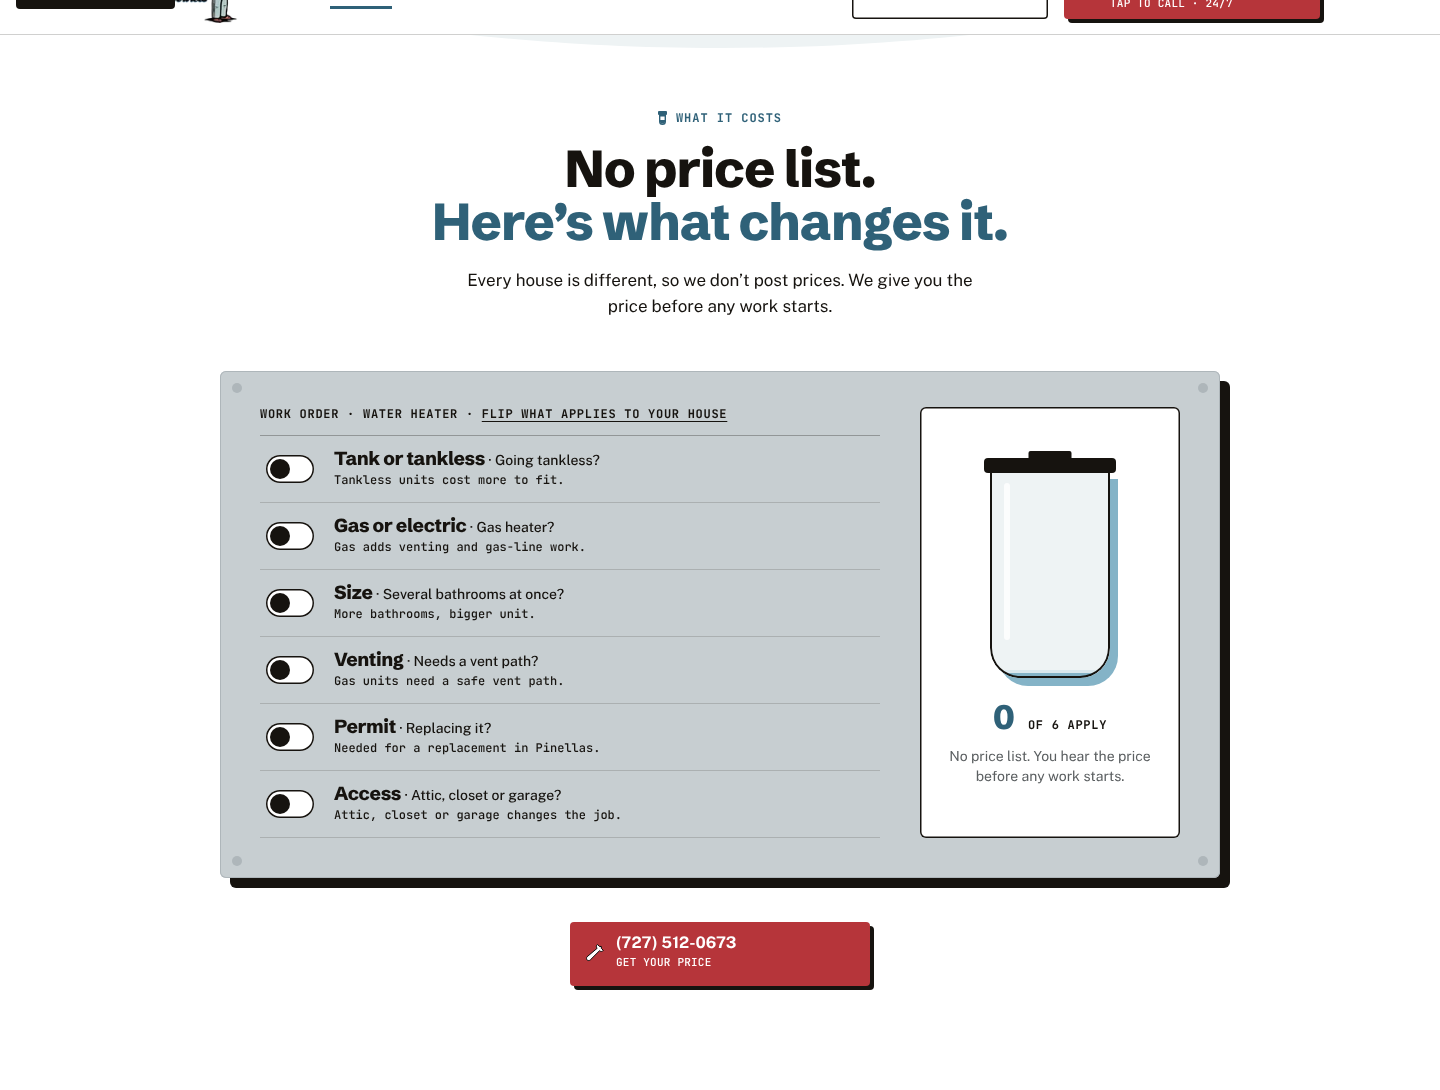 TAP TO CALL · 24/7
WHAT IT COSTS
No price list.
Here’s what changes it.
Every house is different, so we don’t post prices. We give you the
price before any work starts.
WORK ORDER · WATER HEATER · FLIP WHAT APPLIES TO YOUR HOUSE
Tank or tankless · Going tankless?
Tankless units cost more to fit.
Gas or electric · Gas heater?
Gas adds venting and gas-line work.
Size · Several bathrooms at once?
More bathrooms, bigger unit.
Venting · Needs a vent path?
Gas units need a safe vent path.
Permit · Replacing it?
Needed for a replacement in Pinellas.
Access · Attic, closet or garage?
Attic, closet or garage changes the job.
0 OF 6 APPLY
No price list. You hear the price
before any work starts.
(727) 512-0673
GET YOUR PRICE